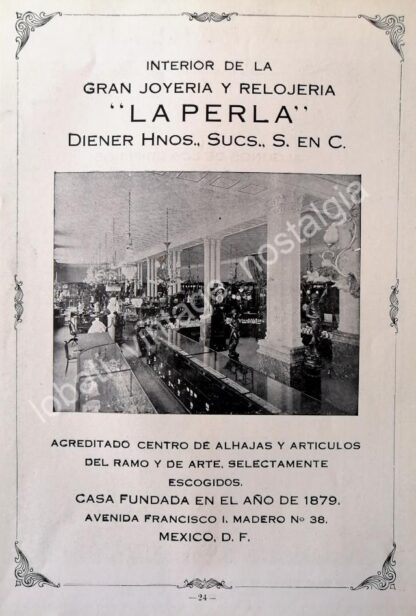 INTERIOR DE LA
GRAN JOYERIA Y RELOJERIA
"LA PERLA"
DIENER HNOS., SUCS., S. EN C.
lobat image nostalgia
ACREDITADO CENTRO DE ALHAJAS Y ARTICULOS
DEL RAMO Y DE ARTE, SELECTAMENTE
ESCOGIDOS.
CASA FUNDADA EN EL AÑO DE 1879.
AVENIDA FRANCISCO I. MADERO No 38.
MEXICO, D. F.
—24—